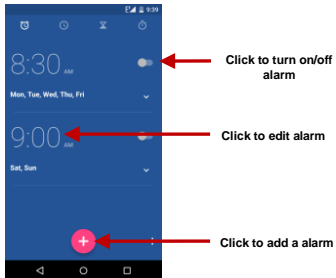 9:39
8:30 AM
Click to turn on/off
alarm
Mon, Tue, Wed, Thu, Fri
9:00 AM
Click to edit alarm
Sat, Sun
Click to add a alarm